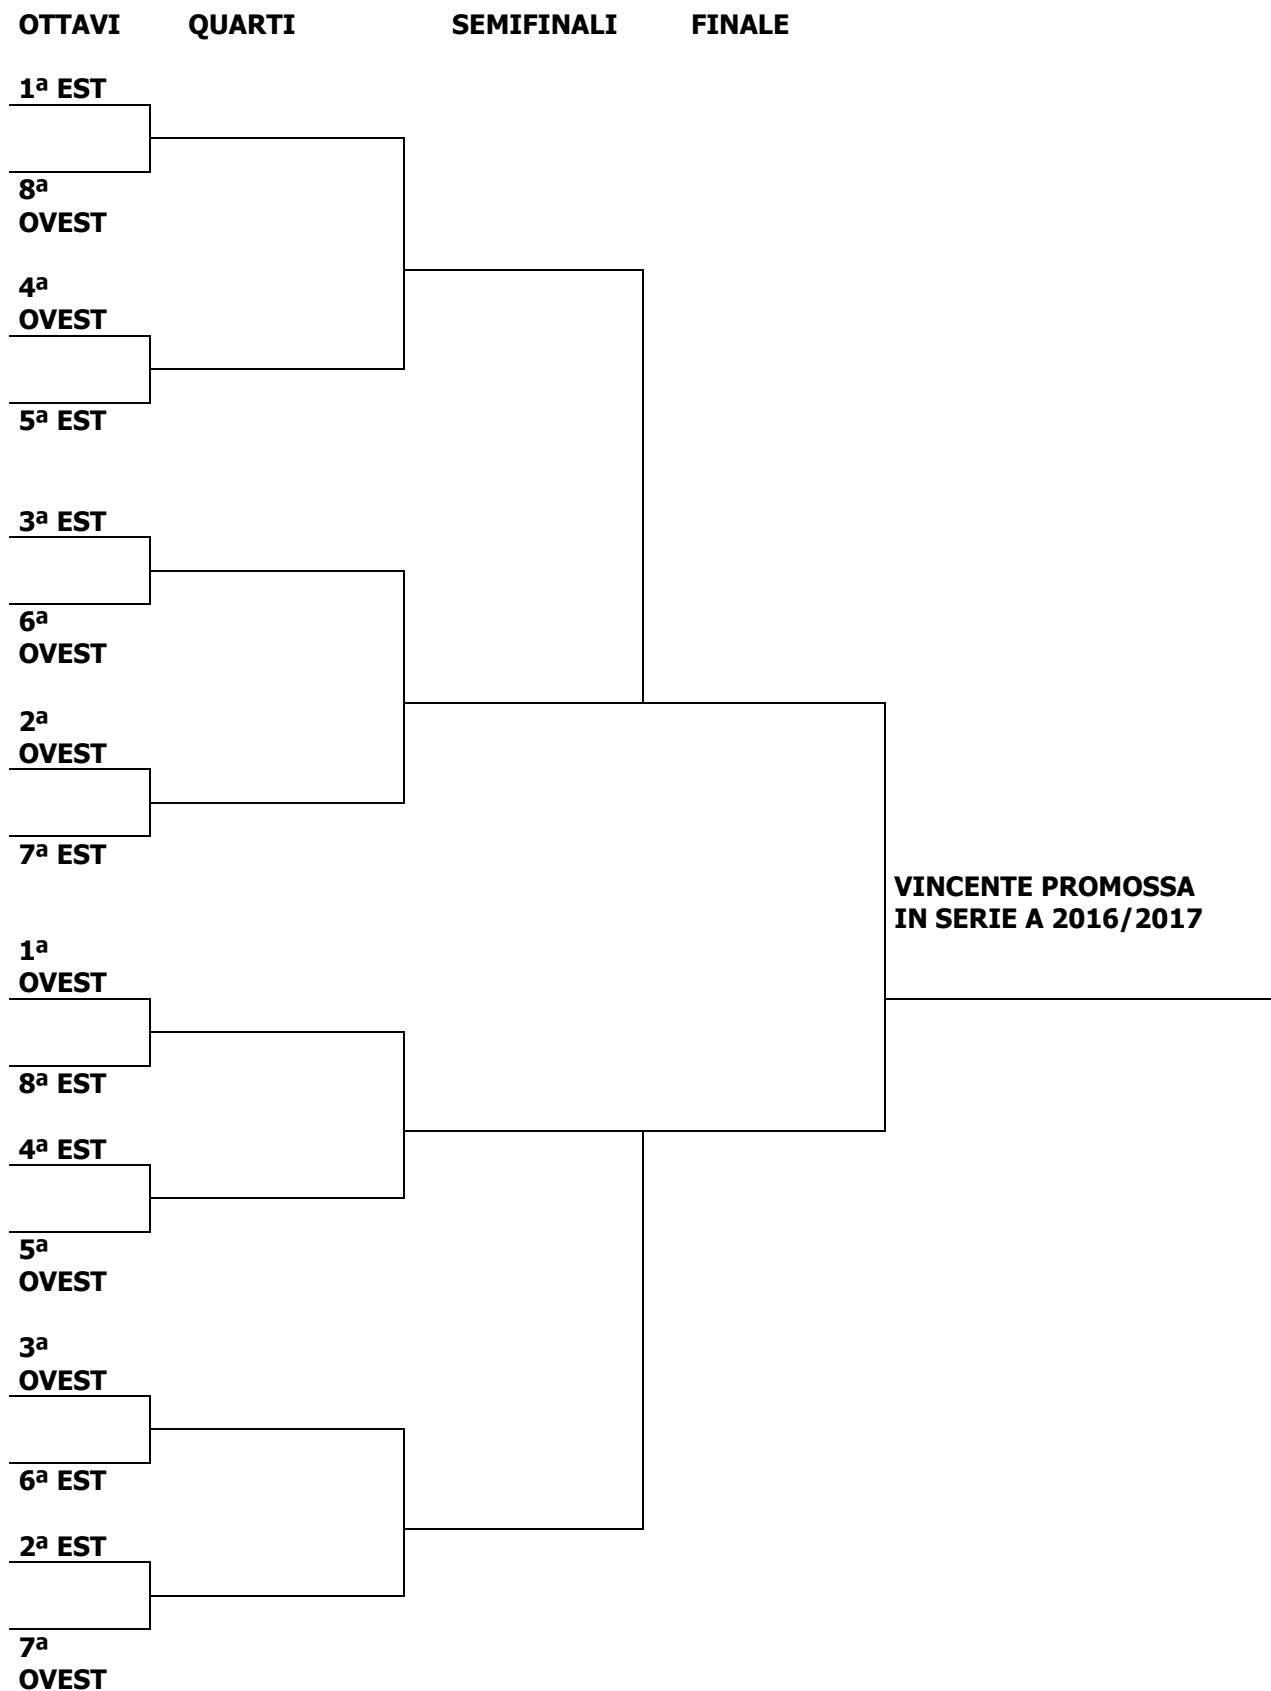 OTTAVI QUARTI SEMIFINALI FINALE
1ª EST
8ª
OVEST
4ª
OVEST
5ª EST
3ª EST
6ª
OVEST
2ª
OVEST
7ª EST
VINCENTE PROMOSSA
IN SERIE A 2016/2017
1ª
OVEST
8ª EST
4ª EST
5ª
OVEST
3ª
OVEST
6ª EST
2ª EST
7ª
OVEST